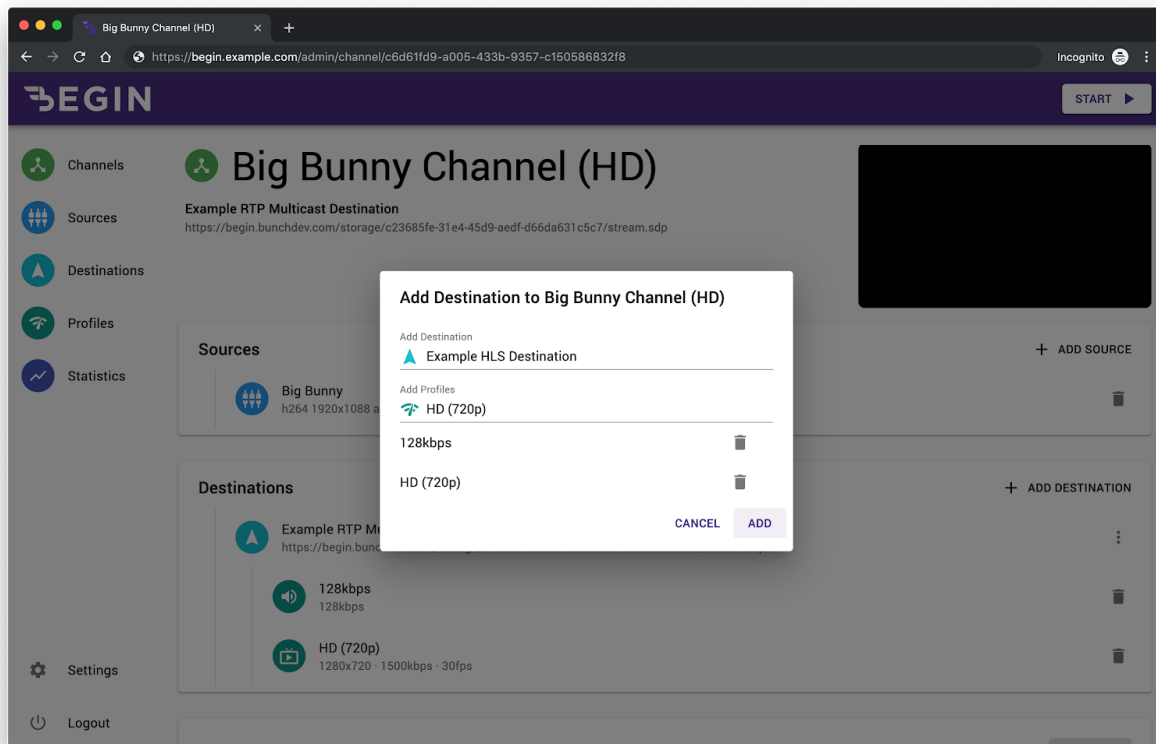 Big Bunny Channel (HD)
https://begin.example.com/admin/channel/c6d61fd9-a005-433b-9357-c150586832f8
Incognito
BEGIN
START
Channels
Sources
Destinations
Profiles
Statistics
Settings
Logout
Big Bunny Channel (HD)
Example RTP Multicast Destination
https://begin.bunchdev.com/storage/c23685fe-31e4-45d9-aedf-d66da631c5c7/stream.sdp
Sources
ADD SOURCE
Big Bunny
h264 1920x1088 a
Destinations
ADD DESTINATION
Example RTP Mu
https://begin.bunc
128kbps
128kbps
HD (720p)
1280x720 · 1500kbps · 30fps
Add Destination to Big Bunny Channel (HD)
Add Destination
Example HLS Destination
Add Profiles
HD (720p)
128kbps
HD (720p)
CANCEL
ADD